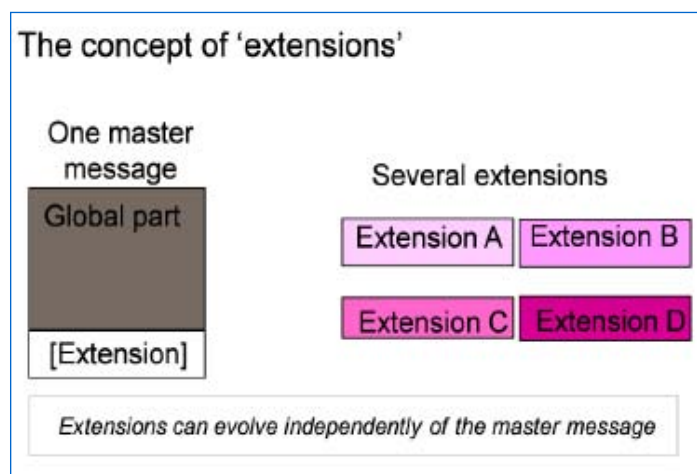 The concept of ‘extensions’
One master
message
Global part
[Extension]
Several extensions
Extension A
Extension B
Extension C
Extension D
Extensions can evolve independently of the master message